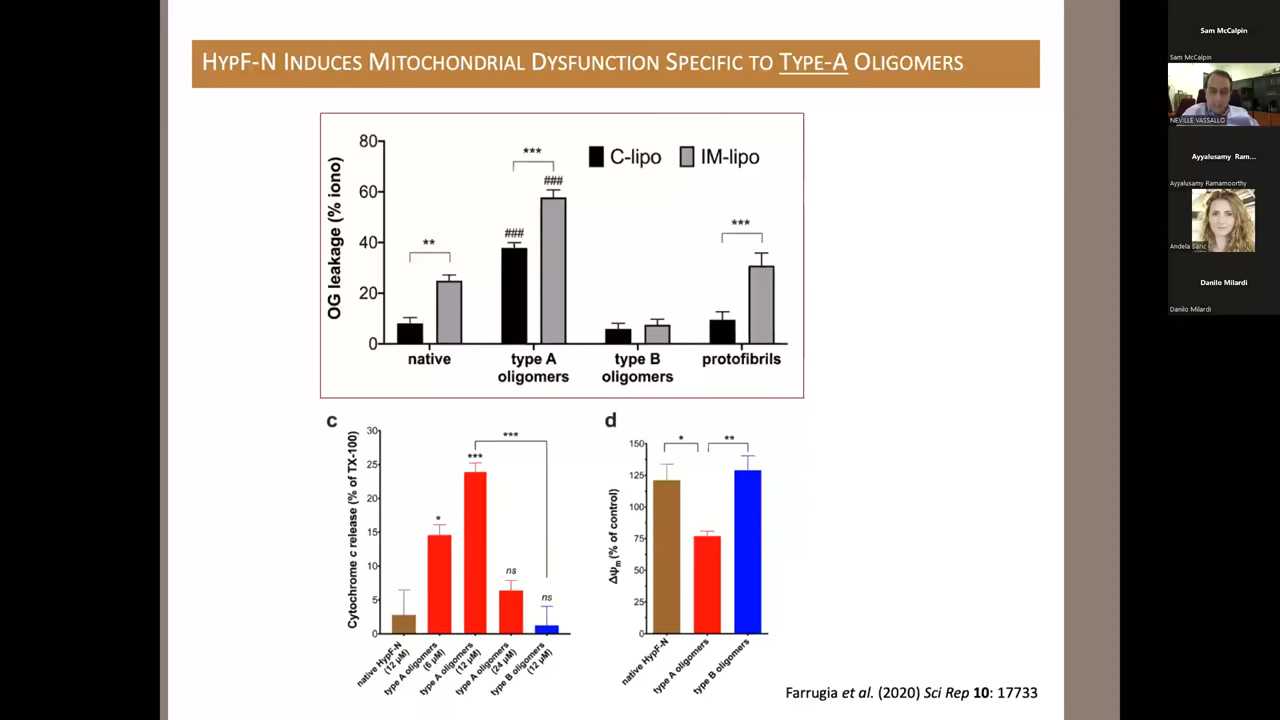 HYPF-N INDUCES MITOCHONDRIAL DYSFUNCTION SPECIFIC TO TYPE-A OLIGOMERS
80
60
40
20
0
OG leakage (% iono)
C-lipo
IM-lipo
**
***
###
###
***
native
type A
oligomers
type B
oligomers
protofibrils
c
30
25
20
15
10
5
0
Cytochrome c release (% of TX-100)
*
***
***
ns
ns
native HypF-N
(12 µM)
type A oligomers
(6 µM)
type A oligomers
(12 µM)
type A oligomers
(24 µM)
type B oligomers
(12 µM)
d
150
125
100
75
50
25
0
Δψm (% of control)
*
**
native HypF-N
type A oligomers
type B oligomers
Farrugia et al. (2020) Sci Rep 10: 17733
Sam McCalpin
Sam McCalpin
NEVILLE VASSALLO
Ayyalusamy Ram...
Ayyalusamy Ramamoorthy
Andela Saric
Danilo Milardi
Danilo Milardi